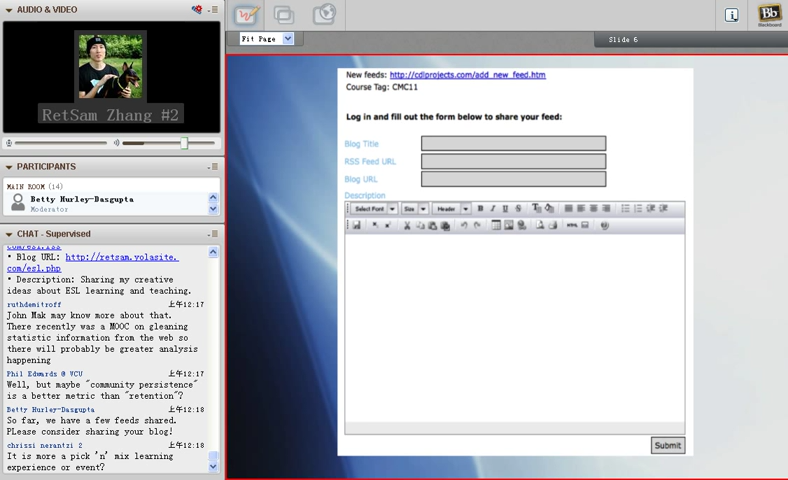 AUDIO & VIDEO
RetSam Zhang #2
PARTICIPANTS
MAIN ROOM (14)
Betty Hurley-Dasgupta
Moderator
CHAT - Supervised
com/esl.rss
• Blog URL: http://retsam.yolasite.
com/esl.php
• Description: Sharing my creative
ideas about ESL learning and teaching.
ruthdemitroff 上午12:17
John Mak may know more about that.
There recently was a MOOC on gleaning
statistic information from the web so
there will probably be greater analysis
happening
Phil Edwards @ VCU 上午12:17
Well, but maybe "community persistence"
is a better metric than "retention"?
Betty Hurley-Dasgupta 上午12:18
So far, we have a few feeds shared.
PLease consider sharing your blog!
chrissi nerantzi 2 上午12:18
It is more a pick 'n' mix learning
experience or event?
Bb
Blackboard
Fit Page
Slide 6
New feeds: http://cdlprojects.com/add_new_feed.htm
Course Tag: CMC11
Log in and fill out the form below to share your feed:
Blog Title
RSS Feed URL
Blog URL
Description
Select Font Size Header B I U S
HTML
Submit